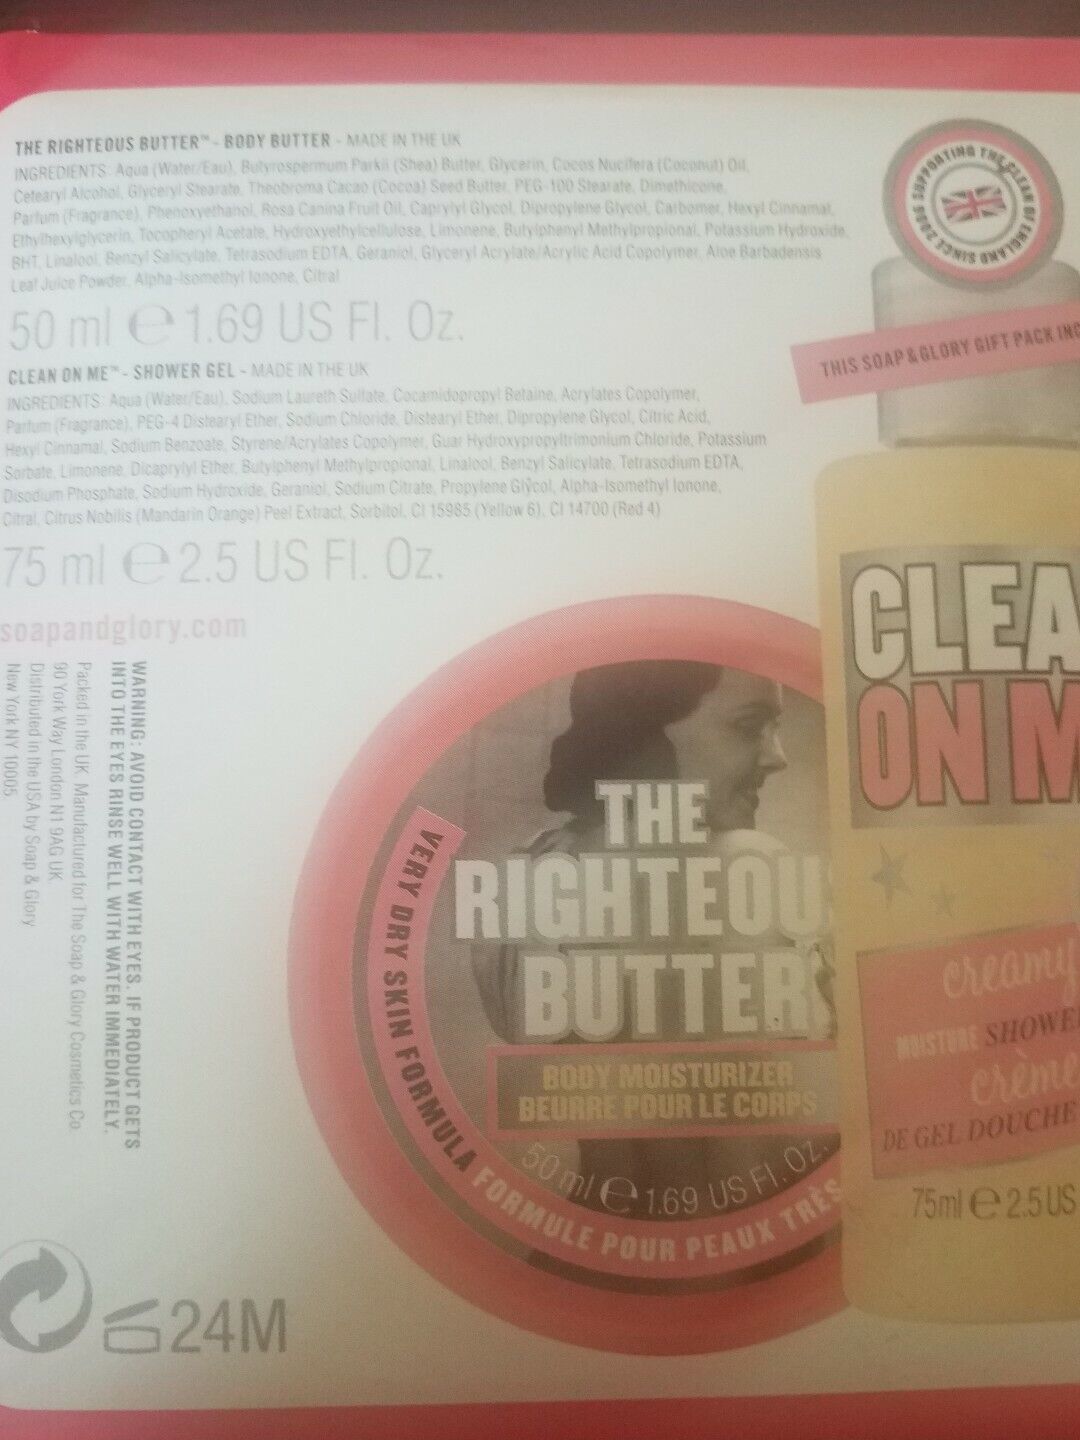 THE RIGHTEOUS BUTTER™ - BODY BUTTER - MADE IN THE UK
INGREDIENTS: Aqua (Water/Eau), Butyrospermum Parkii (Shea) Butter, Glycerin, Cocos Nucifera (Coconut) Oil,
Cetearyl Alcohol, Glyceryl Stearate, Theobroma Cacao (Cocoa) Seed Butter, PEG-100 Stearate, Dimethicone,
Parfum (Fragrance), Phenoxyethanol, Rosa Canina Fruit Oil, Caprylyl Glycol, Dipropylene Glycol, Carbomer, Hexyl Cinnamal,
Ethylhexylglycerin, Tocopheryl Acetate, Hydroxyethylcellulose, Limonene, Butylphenyl Methylpropional, Potassium Hydroxide,
BHT, Linalool, Benzyl Salicylate, Tetrasodium EDTA, Geraniol, Glyceryl Acrylate/Acrylic Acid Copolymer, Aloe Barbadensis
Leaf Juice Powder, Alpha-Isomethyl Ionone, Citral
50 ml ℮ 1.69 US Fl. Oz.
CLEAN ON ME™ - SHOWER GEL - MADE IN THE UK
INGREDIENTS: Aqua (Water/Eau), Sodium Laureth Sulfate, Cocamidopropyl Betaine, Acrylates Copolymer,
Parfum (Fragrance), PEG-4 Distearyl Ether, Sodium Chloride, Distearyl Ether, Dipropylene Glycol, Citric Acid,
Hexyl Cinnamal, Sodium Benzoate, Styrene/Acrylates Copolymer, Guar Hydroxypropyltrimonium Chloride, Potassium
Sorbate, Limonene, Dicaprylyl Ether, Butylphenyl Methylpropional, Linalool, Benzyl Salicylate, Tetrasodium EDTA,
Disodium Phosphate, Sodium Hydroxide, Geraniol, Sodium Citrate, Propylene Glycol, Alpha-Isomethyl Ionone,
Citral, Citrus Nobilis (Mandarin Orange) Peel Extract, Sorbitol, CI 15985 (Yellow 6), CI 14700 (Red 4)
75 ml ℮ 2.5 US Fl. Oz.
soapandglory.com
WARNING: AVOID CONTACT WITH EYES. IF PRODUCT GETS
INTO THE EYES RINSE WELL WITH WATER IMMEDIATELY.
Packed in the UK. Manufactured for The Soap & Glory Cosmetics Co.
90 York Way London N1 9AG UK
Distributed in the USA by Soap & Glory
New York NY 10005
24M
SUPPORTING THE CLEAN OF ENGLAND SINCE 2006
THIS SOAP & GLORY GIFT PACK INC
THE
RIGHTEOU
BUTTER
BODY MOISTURIZER
BEURRE POUR LE CORPS
50 ml ℮ 1.69 US Fl. Oz.
VERY DRY SKIN FORMULA FORMULE POUR PEAUX TRÈS
CLEA
ON M
creamy
MOISTURE SHOWE
crème
DE GEL DOUCHE
75ml ℮ 2.5 US